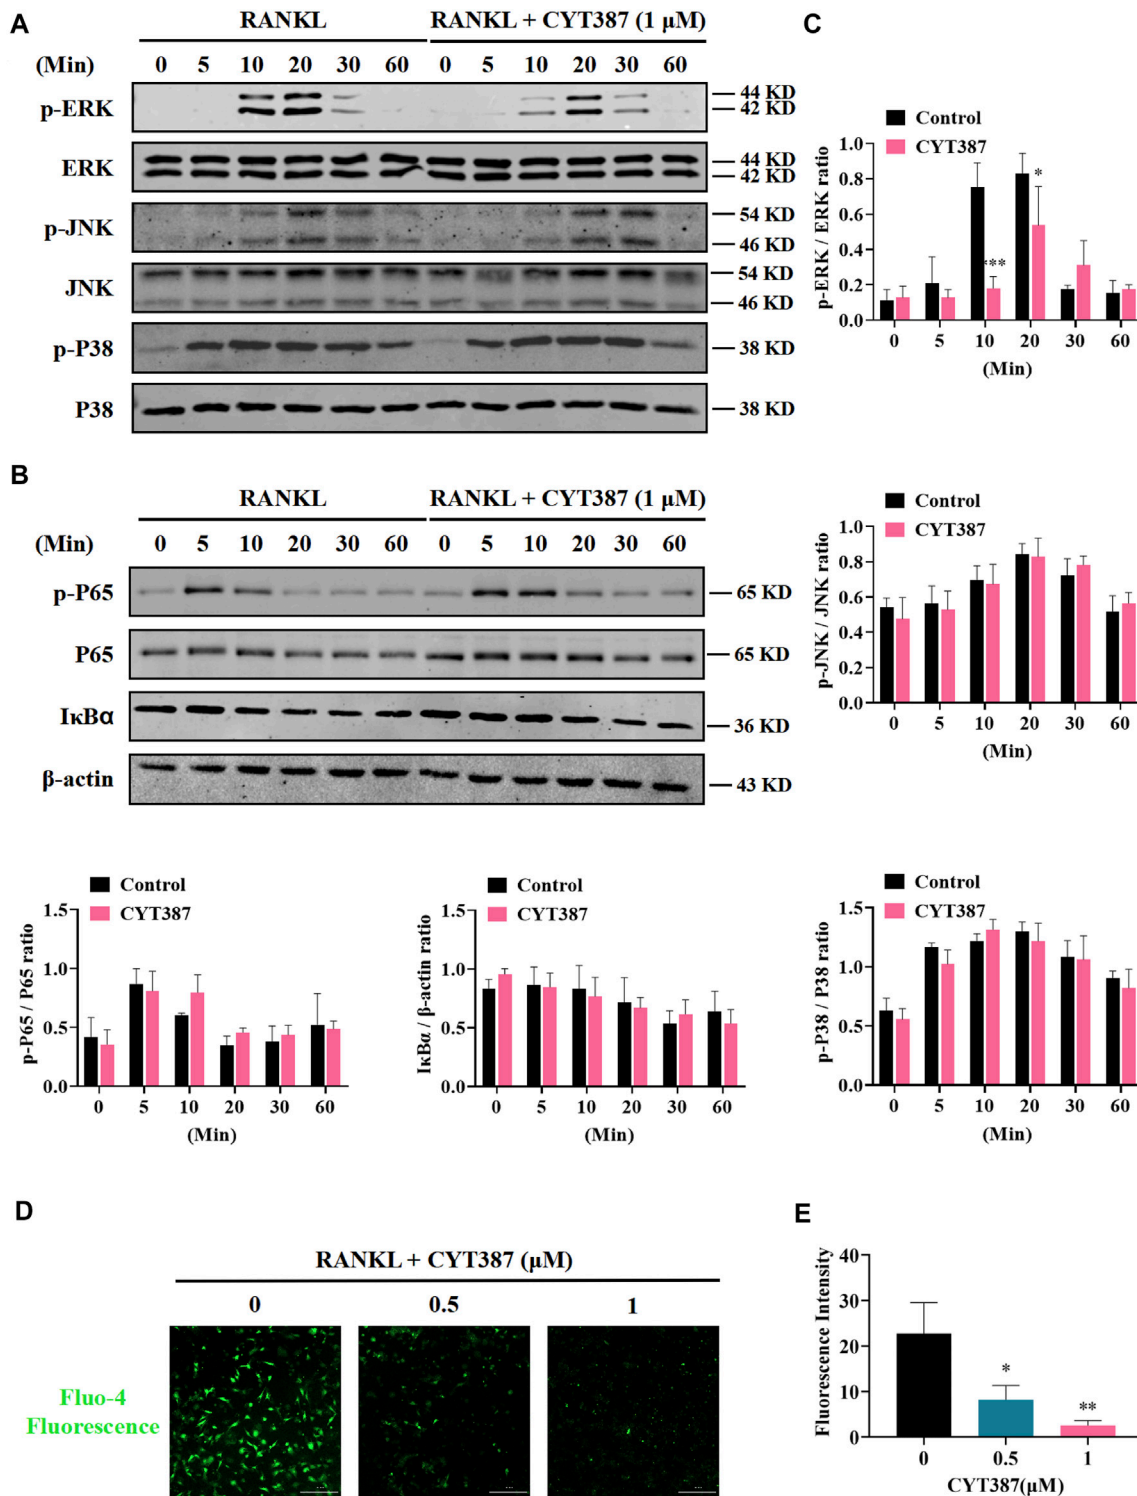 A
RANKL
RANKL + CYT387 (1 μM)
(Min) 0 5 10 20 30 60 0 5 10 20 30 60
p-ERK
44 KD
42 KD
ERK
44 KD
42 KD
p-JNK
54 KD
46 KD
JNK
54 KD
46 KD
p-P38
38 KD
P38
38 KD
B
RANKL
RANKL + CYT387 (1 μM)
(Min) 0 5 10 20 30 60 0 5 10 20 30 60
p-P65
65 KD
P65
65 KD
IκBα
36 KD
β-actin
43 KD
C
Control
CYT387
p-ERK / ERK ratio
1.0
0.8
0.6
0.4
0.2
0.0
***
*
0 5 10 20 30 60
(Min)
Control
CYT387
p-JNK / JNK ratio
1.0
0.8
0.6
0.4
0.2
0.0
0 5 10 20 30 60
(Min)
Control
CYT387
p-P65 / P65 ratio
1.5
1.0
0.5
0.0
0 5 10 20 30 60
(Min)
Control
CYT387
IκBα / β-actin ratio
1.5
1.0
0.5
0.0
0 5 10 20 30 60
(Min)
Control
CYT387
p-P38 / P38 ratio
1.5
1.0
0.5
0.0
0 5 10 20 30 60
(Min)
D
RANKL + CYT387 (μM)
0 0.5 1
Fluo-4
Fluorescence
E
Fluorescence Intensity
40
30
20
10
0
*
**
0 0.5 1
CYT387(μM)